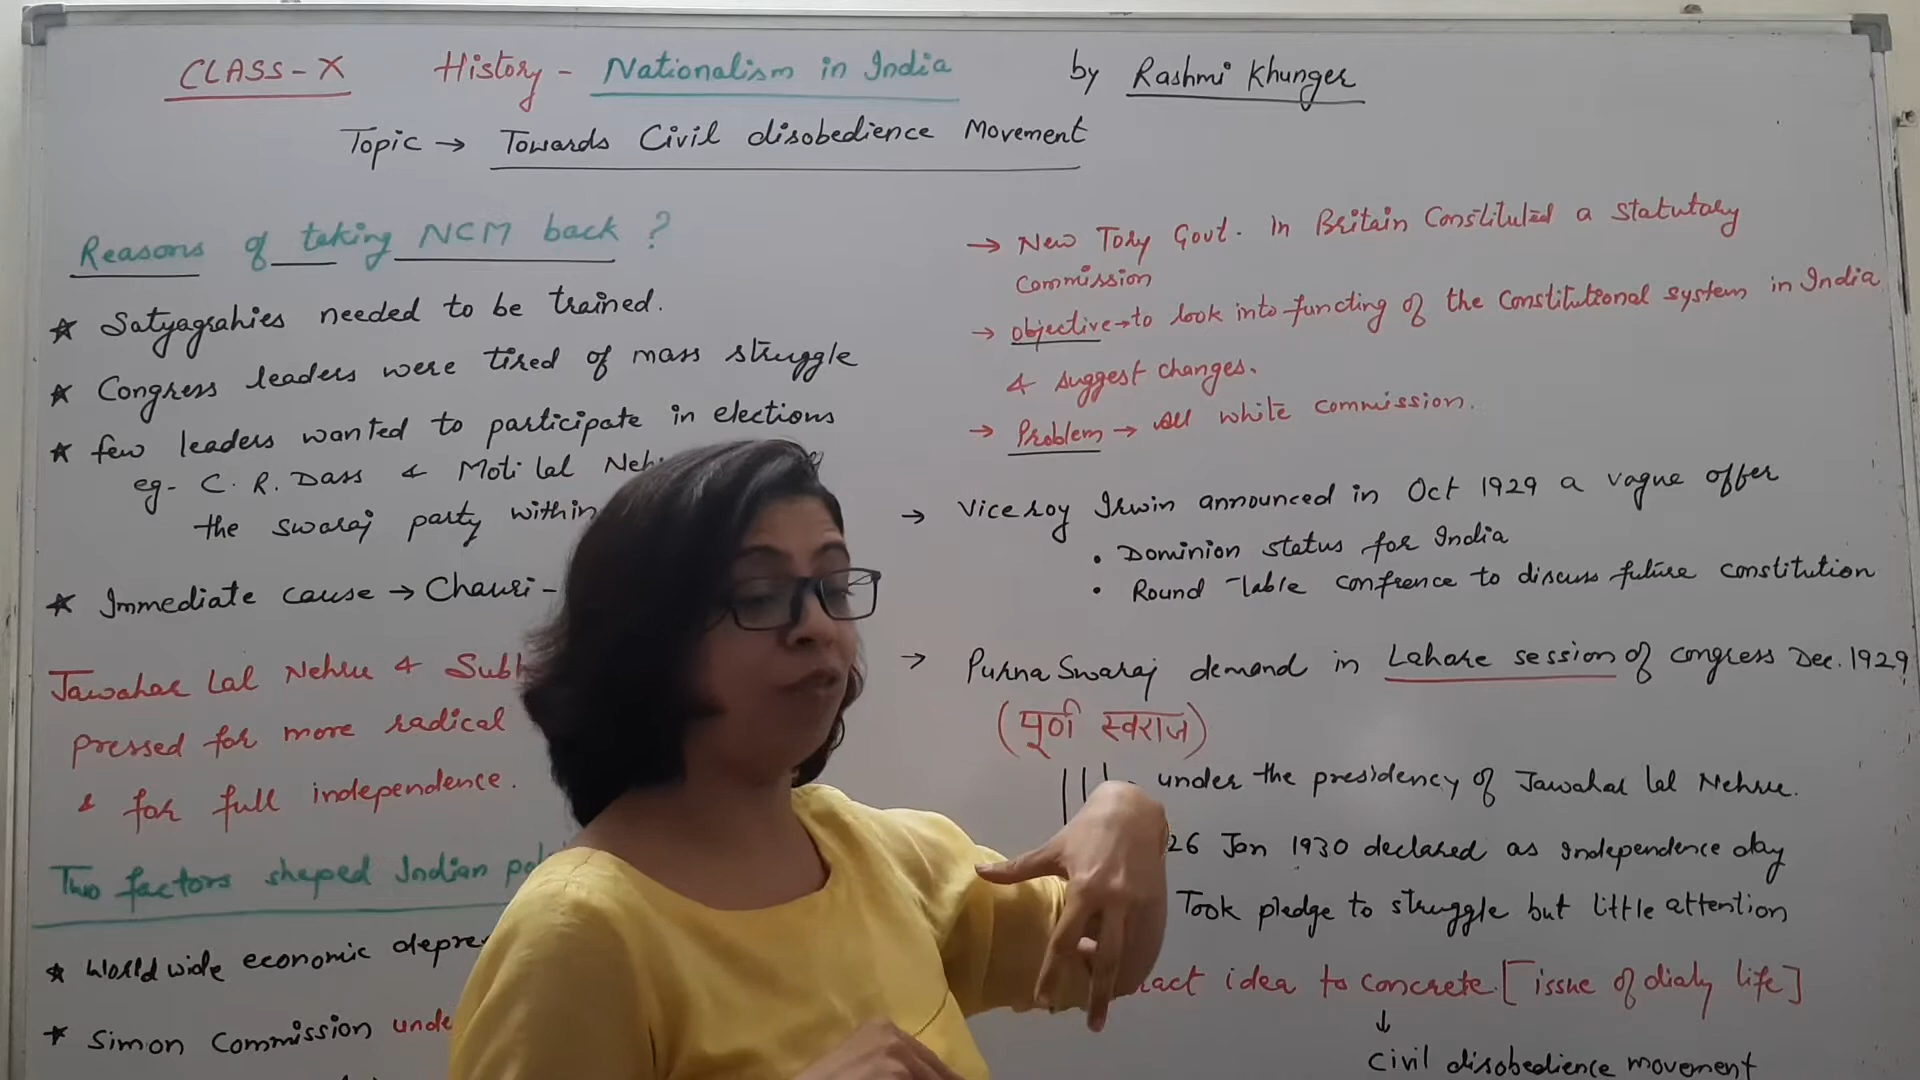 CLASS-X History - Nationalism in India by Rashmi Khunger
Topic → Towards Civil disobedience Movement
Reasons of taking NCM back ?
★ Satyagrahies needed to be trained.
★ Congress leaders were tired of mass struggle
★ few leaders wanted to participate in elections
eg- C. R. Dass & Moti lal
the swaraj party within
★ Immediate cause → Chauri-
Jawahar Lal Nehru &
pressed for more radical
& for full independence.
Two factors shaped Indian
★ World wide economic
★ Simon Commission
→ New Tory Govt. in Britain Constituted a statutary
Commission
→ objective → to look into functing of the Constitutional system in India
& suggest changes.
→ Problem → all white commission.
→ Viceroy Irwin announced in Oct 1929 a vague offer
• Dominion status for India
• Round -lable confrence to discuss future constitution
→ Purna Swaraj demand in Lahore session of congress Dec. 1929
(पूर्ण स्वराज)
under the presidency of Jawahar lal Nehru.
26 Jan 1930 declared as independence day
Took pledge to struggle but little attention
idea to concrete [issue of dialy life]
↓
civil disobedience movement